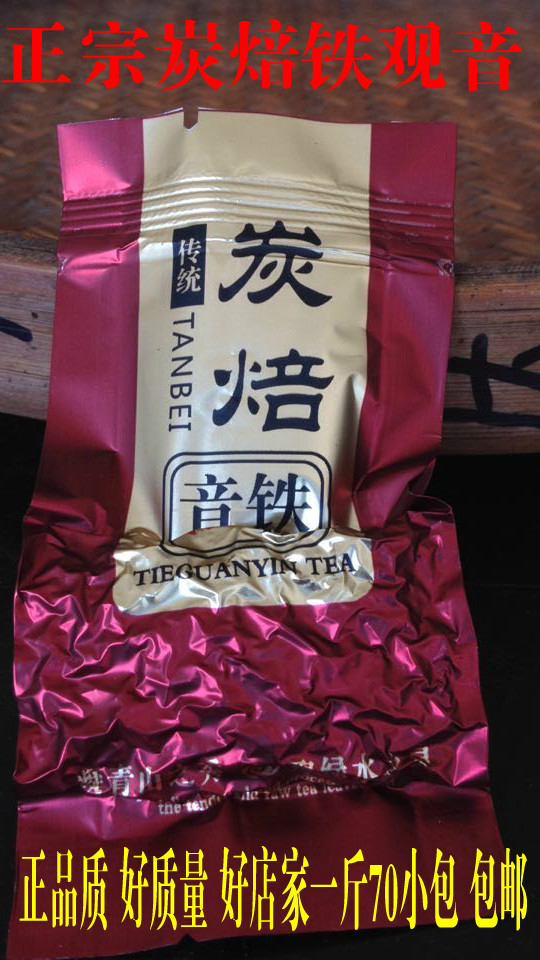 正宗炭焙铁观音
传统
炭焙
TANBEI
音铁
TIEGUANYIN TEA
正品质 好质量 好店家一斤70小包 包邮